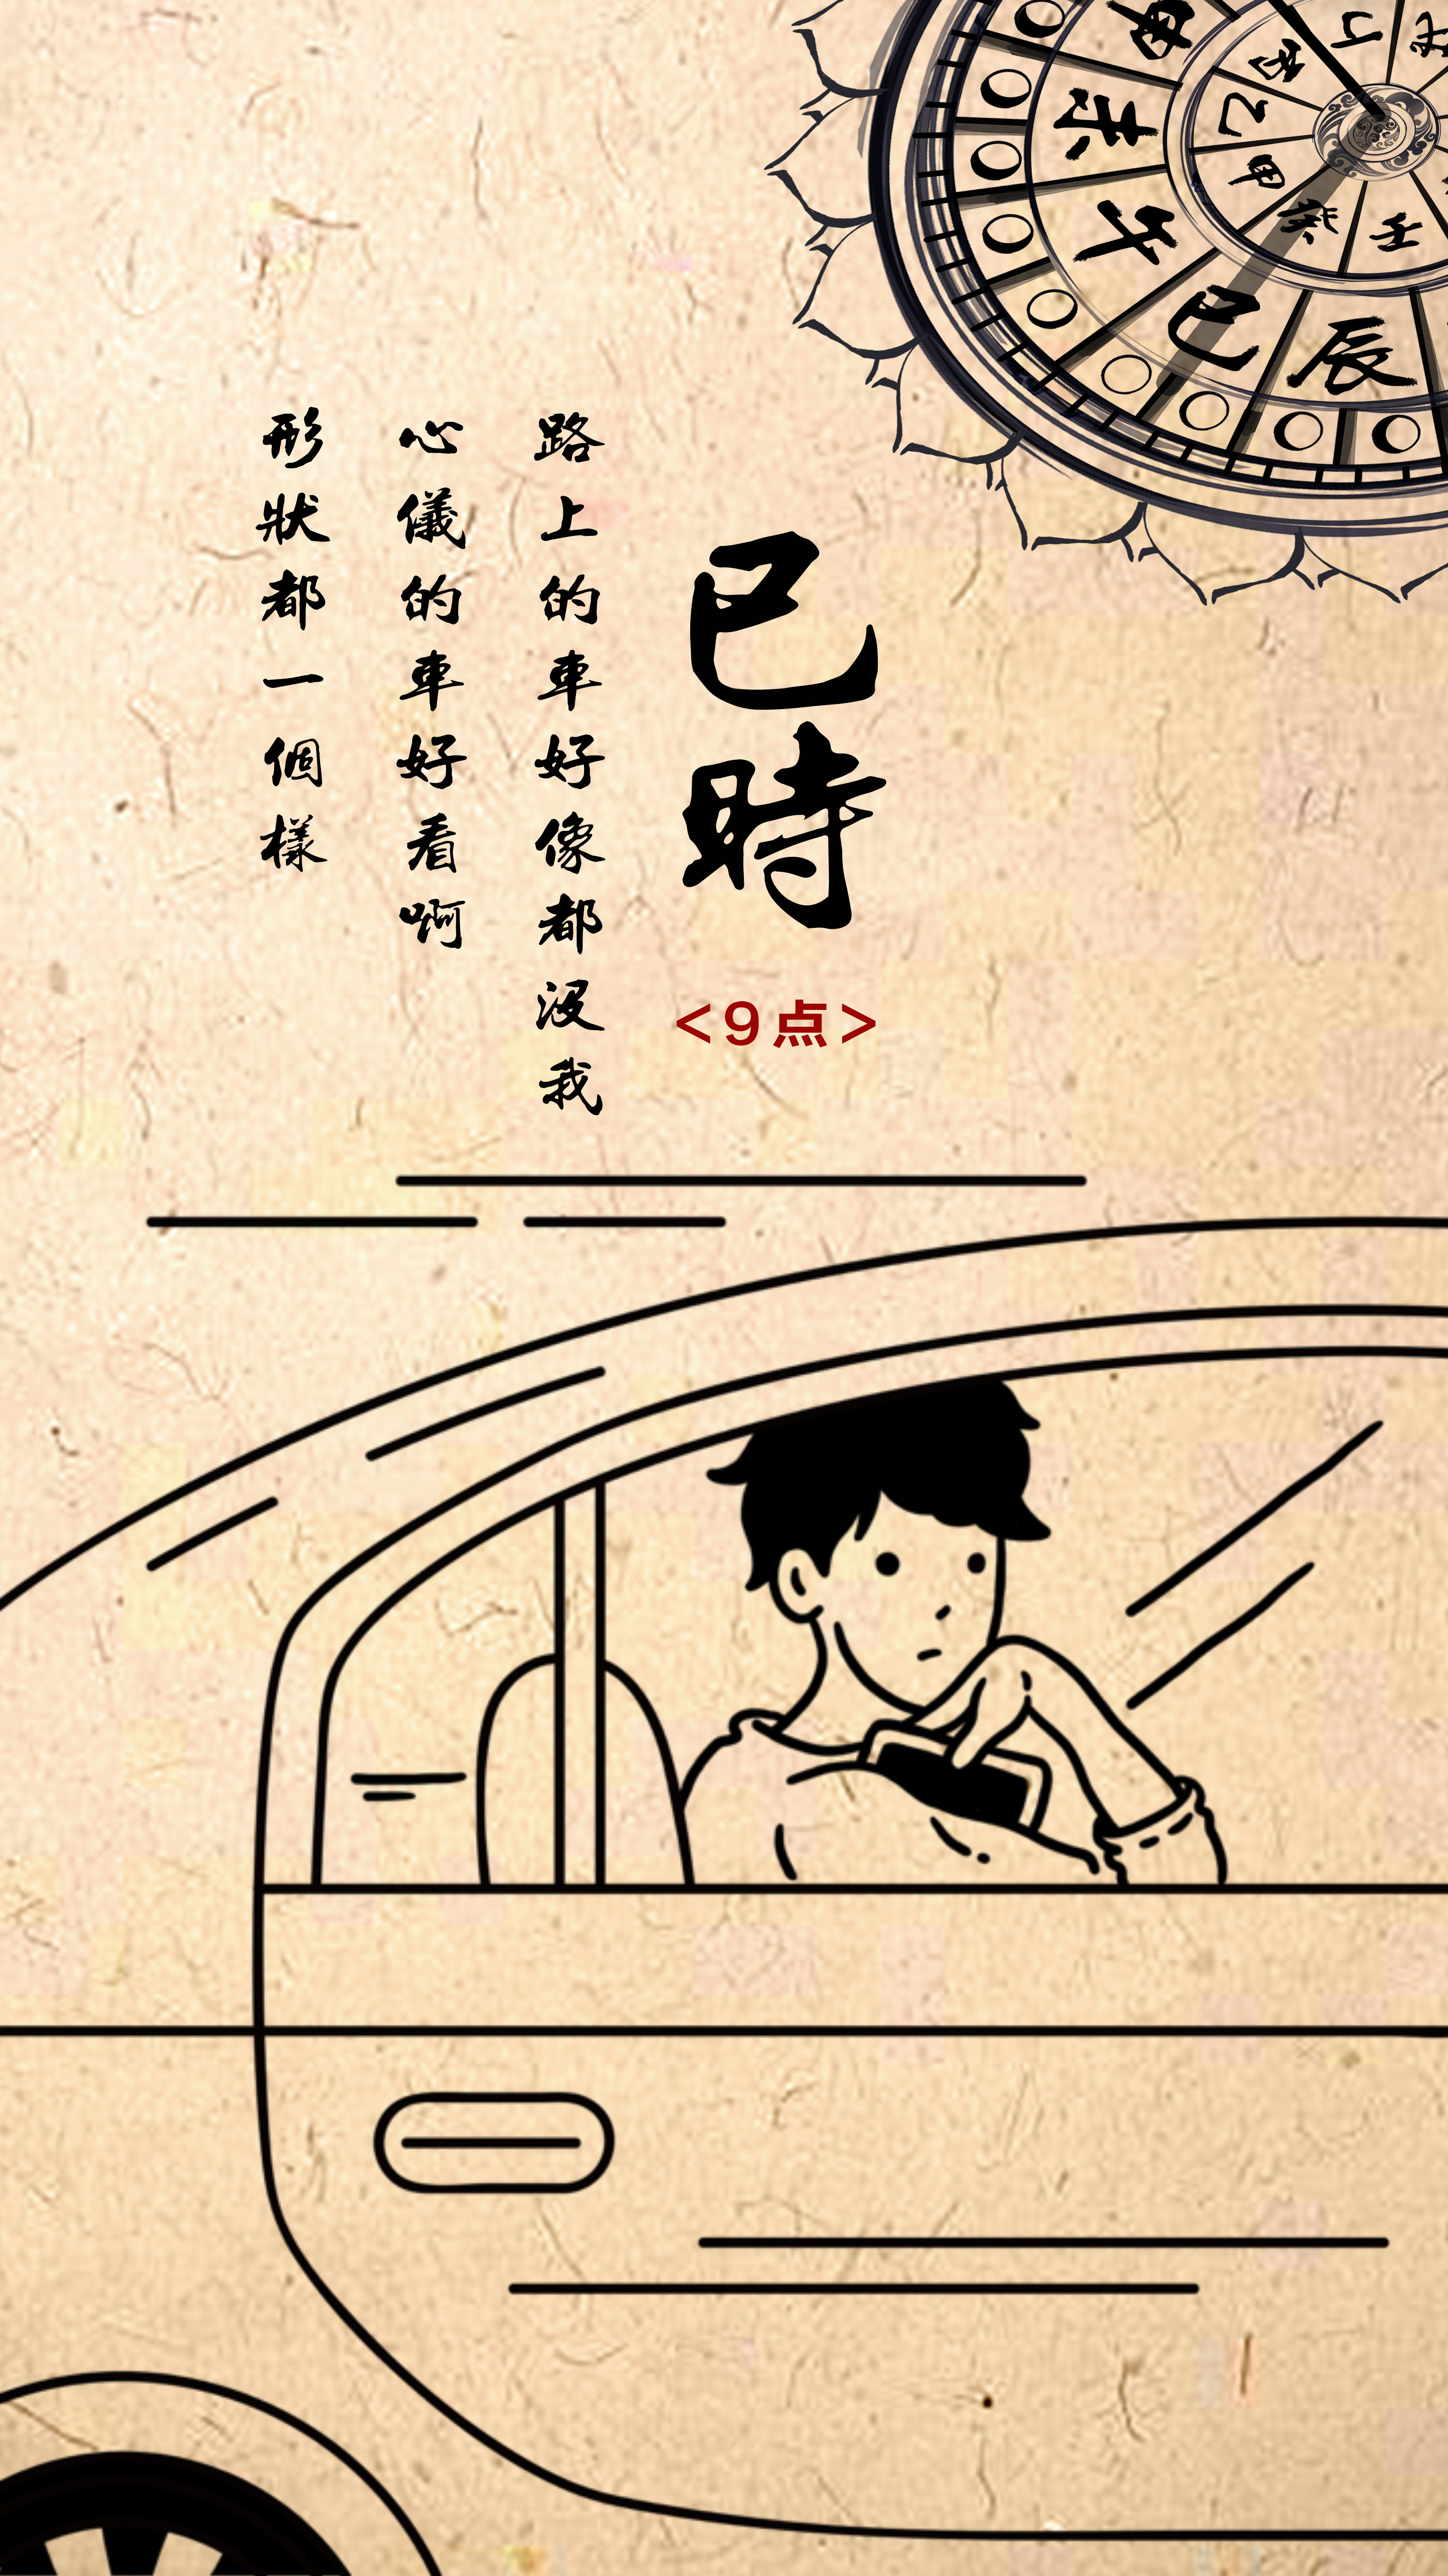 申
未
午
巳
辰
丁
丙
乙
甲
癸
壬
巳時
<9点>
路上的車好像都沒我
心儀的車好看啊
形狀都一個樣